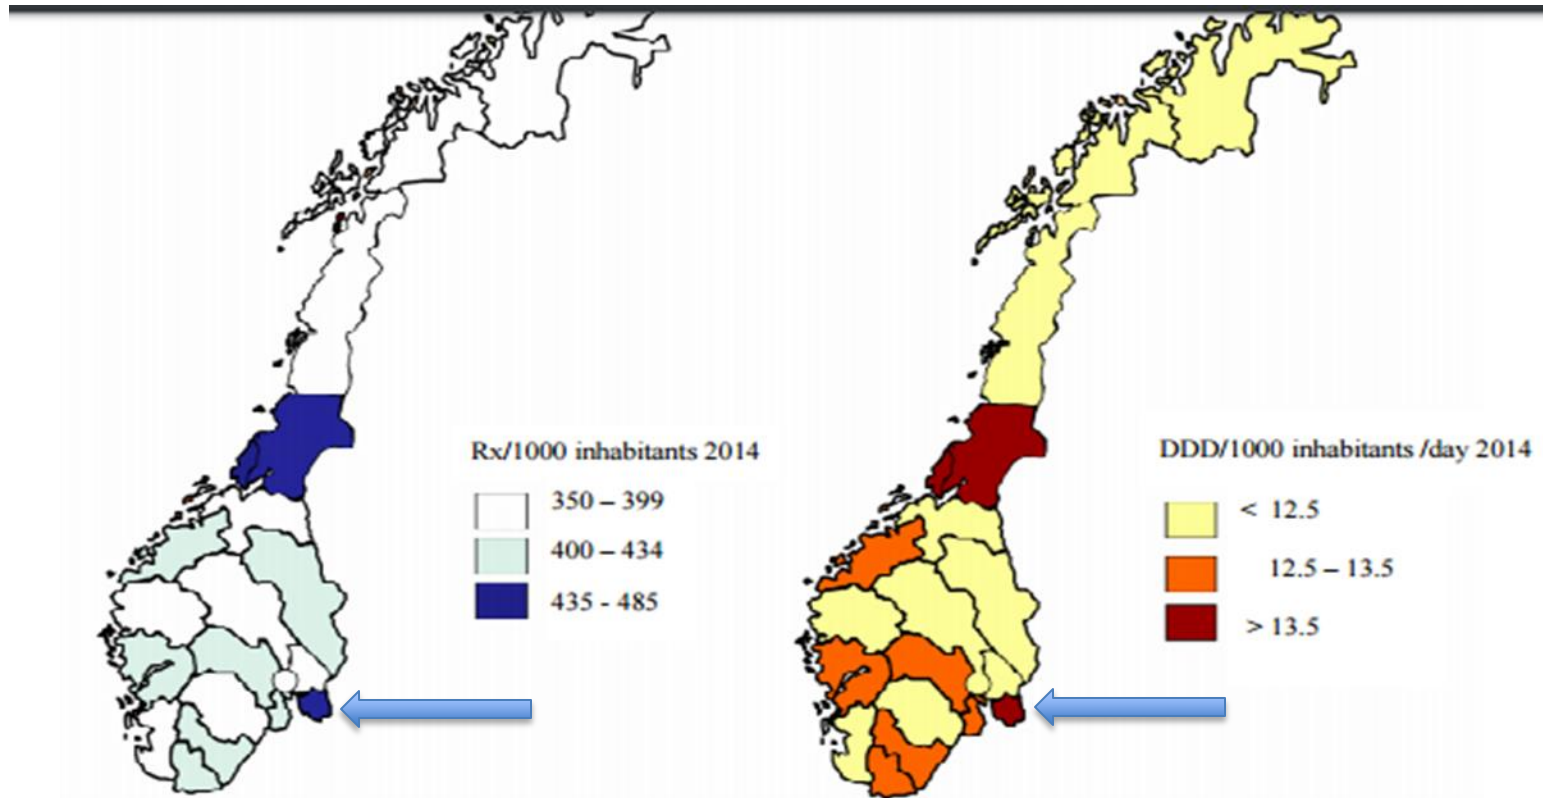 Rx/1000 inhabitants 2014
350 – 399
400 – 434
435 - 485
DDD/1000 inhabitants /day 2014
< 12.5
12.5 – 13.5
> 13.5